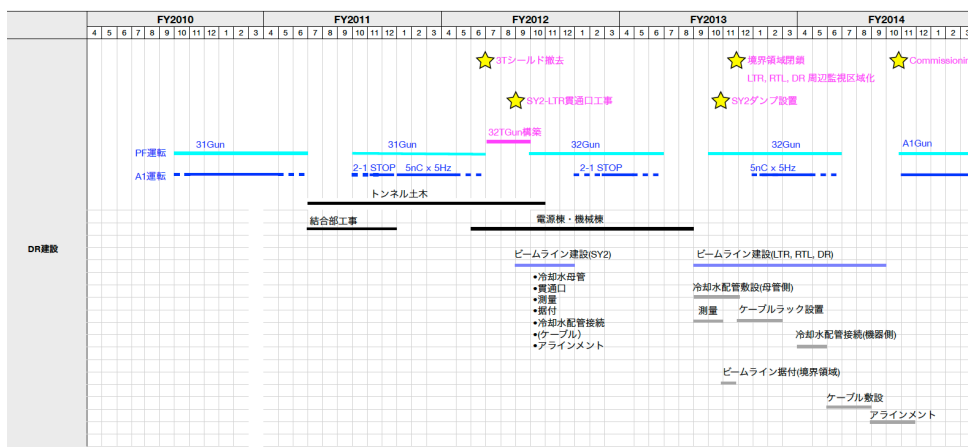 FY2010 FY2011 FY2012 FY2013 FY2014
4 5 6 7 8 9 10 11 12 1 2 3 4 5 6 7 8 9 10 11 12 1 2 3 4 5 6 7 8 9 10 11 12 1 2 3 4 5 6 7 8 9 10 11 12 1 2 3 4 5 6 7 8 9 10 11 12 1 2 3
3Tシールド撤去 境界領域閉鎖 Commissioning
LTR, RTL, DR 周辺監視区域化
SY2-LTR貫通口工事 SY2ダンプ設置
32TGun構築
31Gun 31Gun 32Gun 32Gun A1Gun
PF運転
2-1 STOP 5nC x 5Hz 2-1 STOP 5nC x 5Hz
A1運転
トンネル土木
結合部工事 電源棟・機械棟
DR建設
ビームライン建設(SY2) ビームライン建設(LTR, RTL, DR)
•冷却水母管
•貫通口
•測量
•据付
•冷却水配管接続
•(ケーブル)
•アラインメント
冷却水配管敷設(母管側)
測量 ケーブルラック設置
冷却水配管接続(機器側)
ビームライン据付(境界領域)
ケーブル敷設
アラインメント